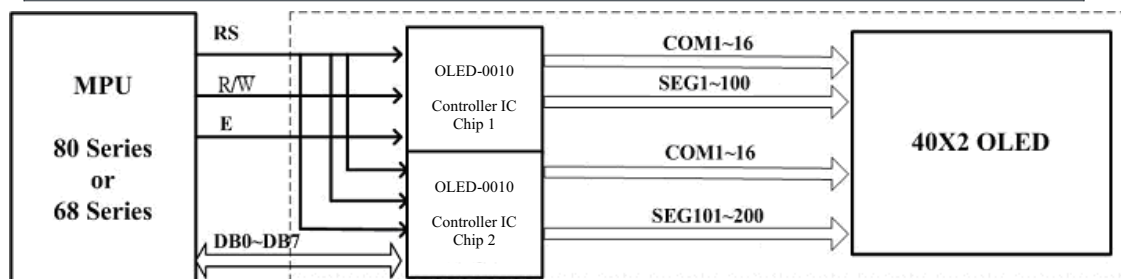 MPU
80 Series
or
68 Series
RS
R/W̅
E
DB0~DB7
OLED-0010
Controller IC
Chip 1
OLED-0010
Controller IC
Chip 2
COM1~16
SEG1~100
COM1~16
SEG101~200
40X2 OLED